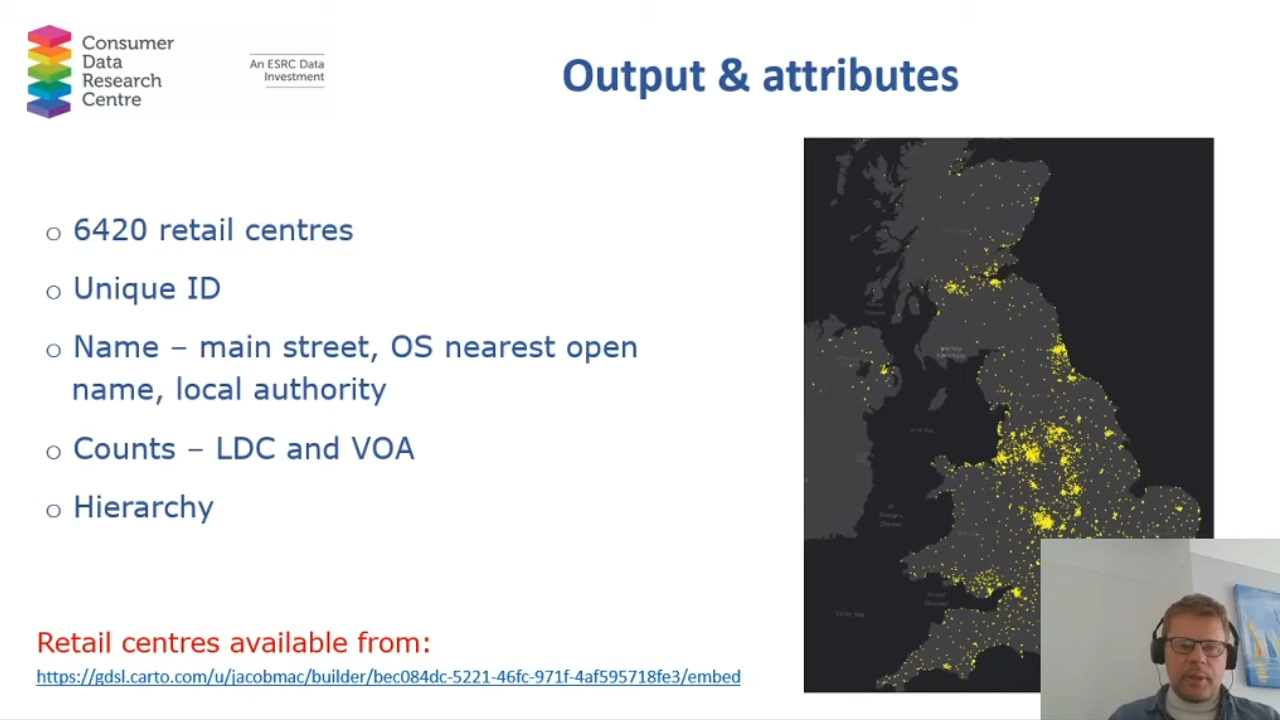 Consumer
Data
Research
Centre
An ESRC Data
Investment
Output & attributes
o 6420 retail centres
o Unique ID
o Name – main street, OS nearest open
name, local authority
o Counts – LDC and VOA
o Hierarchy
Retail centres available from:
https://gdsl.carto.com/u/jacobmac/builder/bec084dc-5221-46fc-971f-4af595718fe3/embed